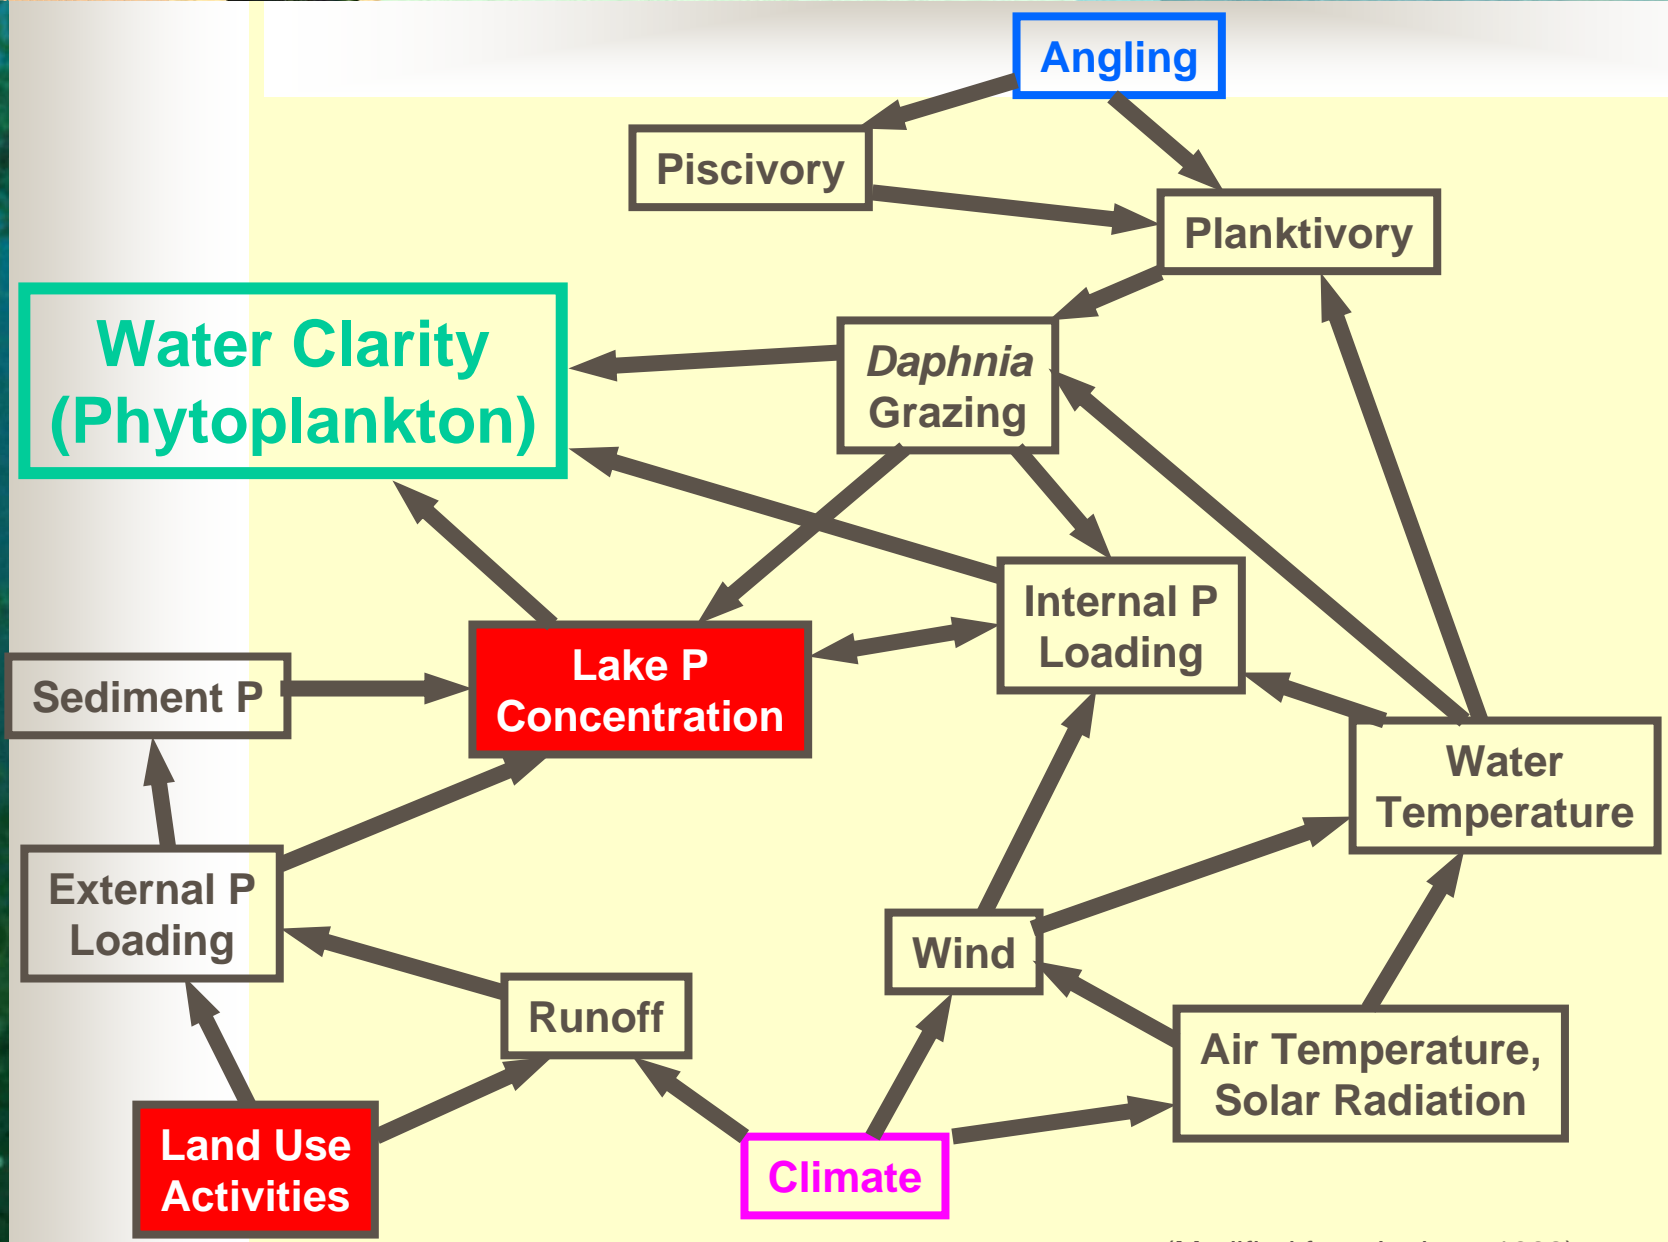 Angling
Piscivory
Planktivory
Water Clarity
(Phytoplankton)
Daphnia
Grazing
Internal P
Loading
Lake P
Concentration
Sediment P
Water
Temperature
External P
Loading
Wind
Runoff
Air Temperature,
Solar Radiation
Land Use
Activities
Climate